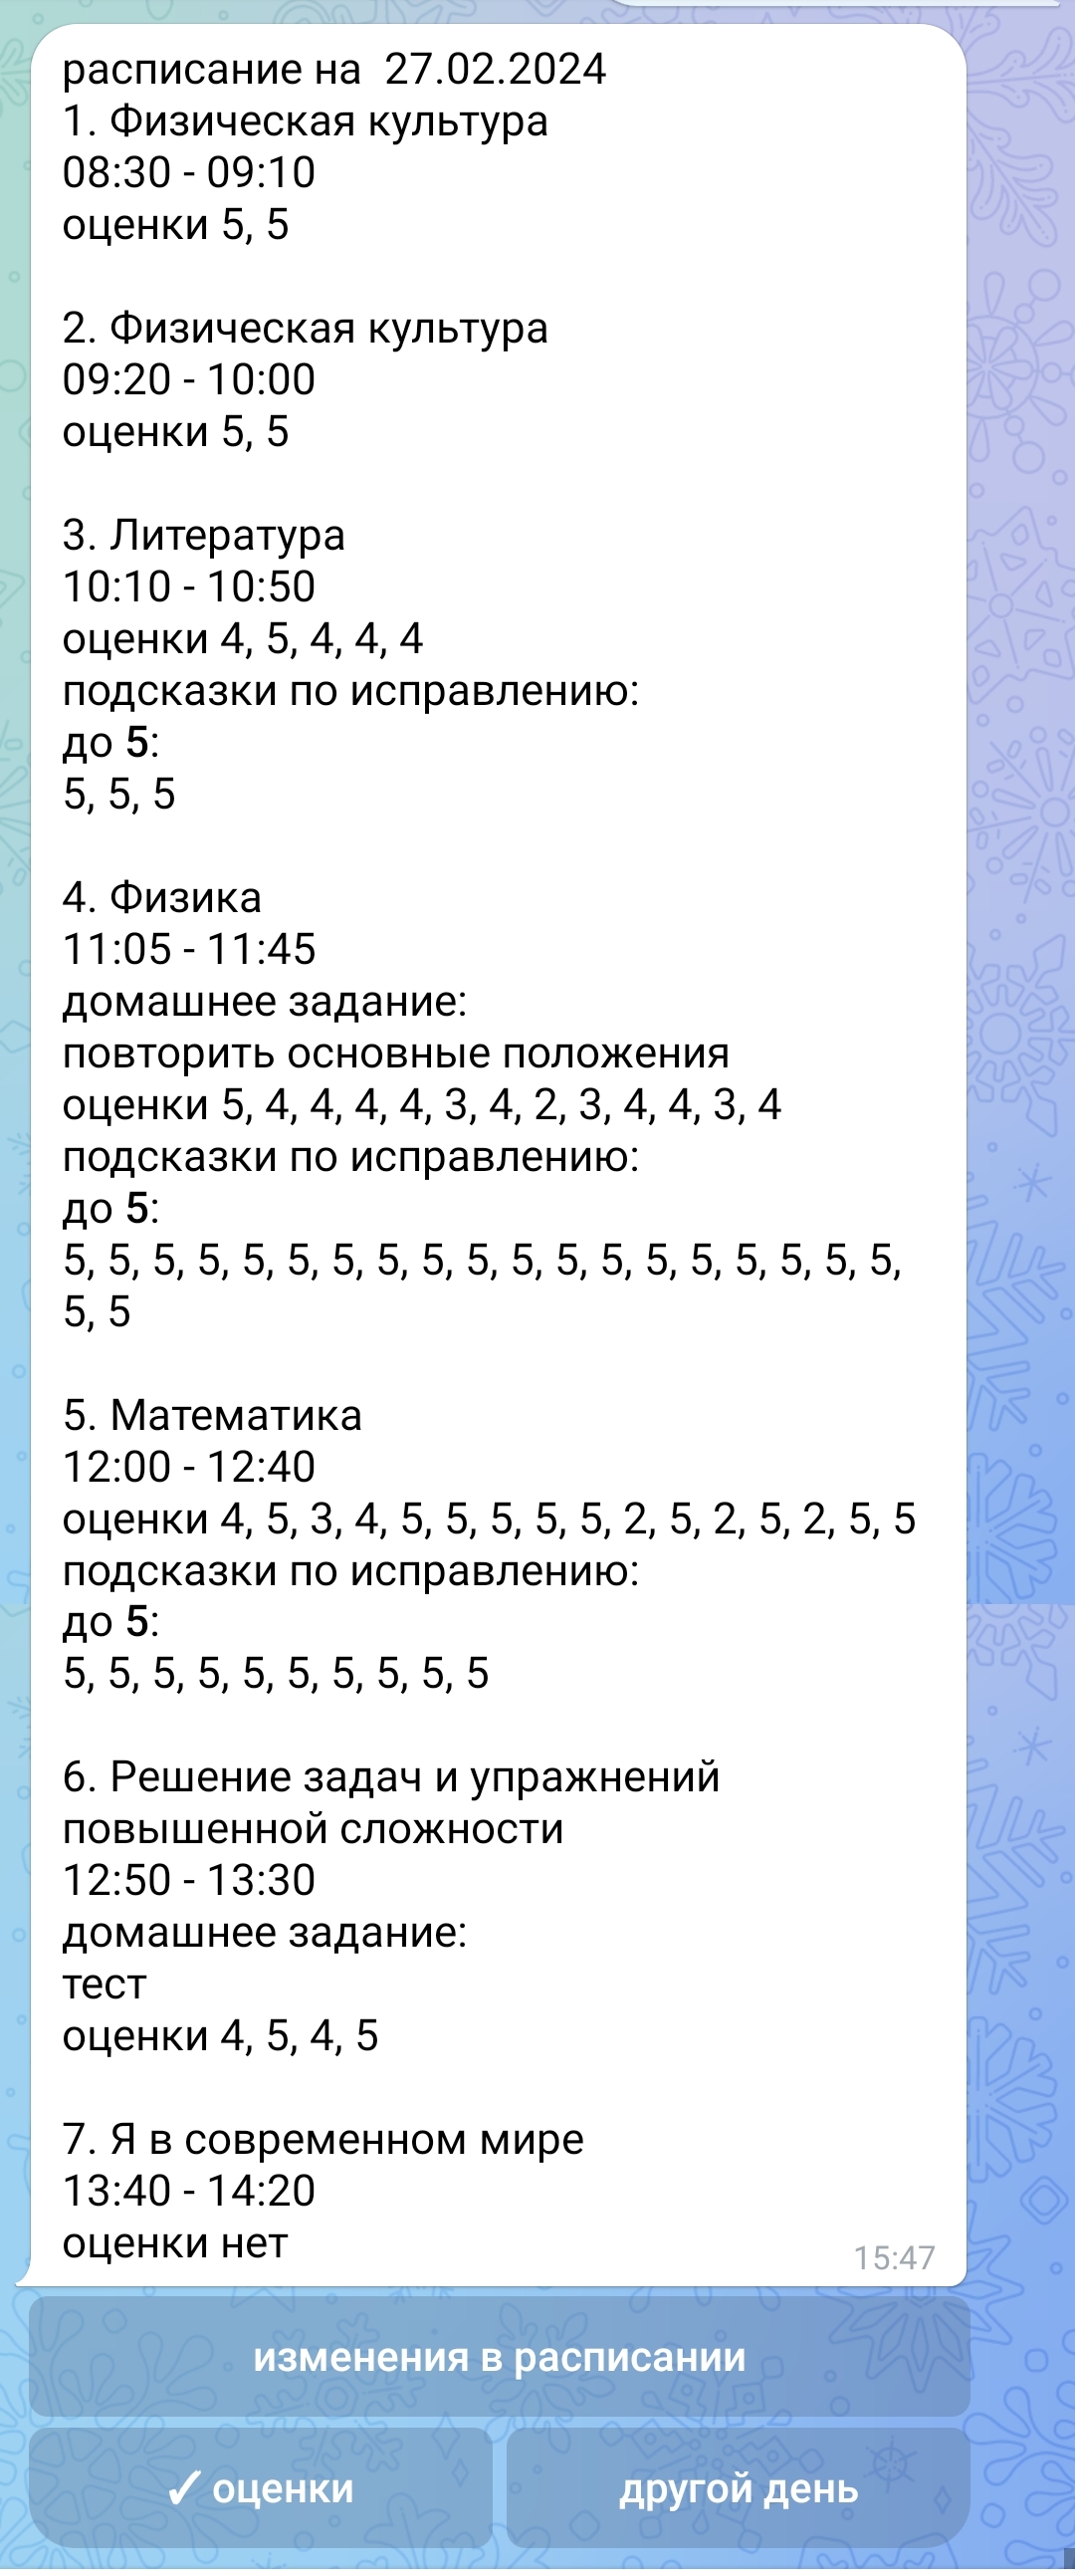 расписание на  27.02.2024
1. Физическая культура
08:30 - 09:10
оценки 5, 5
2. Физическая культура
09:20 - 10:00
оценки 5, 5
3. Литература
10:10 - 10:50
оценки 4, 5, 4, 4, 4
подсказки по исправлению:
до 5:
5, 5, 5
4. Физика
11:05 - 11:45
домашнее задание:
повторить основные положения
оценки 5, 4, 4, 4, 4, 3, 4, 2, 3, 4, 4, 3, 4
подсказки по исправлению:
до 5:
5, 5, 5, 5, 5, 5, 5, 5, 5, 5, 5, 5, 5, 5, 5, 5, 5, 5, 5,
5, 5
5. Математика
12:00 - 12:40
оценки 4, 5, 3, 4, 5, 5, 5, 5, 5, 2, 5, 2, 5, 2, 5, 5
подсказки по исправлению:
до 5:
5, 5, 5, 5, 5, 5, 5, 5, 5, 5
6. Решение задач и упражнений
повышенной сложности
12:50 - 13:30
домашнее задание:
тест
оценки 4, 5, 4, 5
7. Я в современном мире
13:40 - 14:20
оценки нет
15:47
изменения в расписании
✓ оценки
другой день